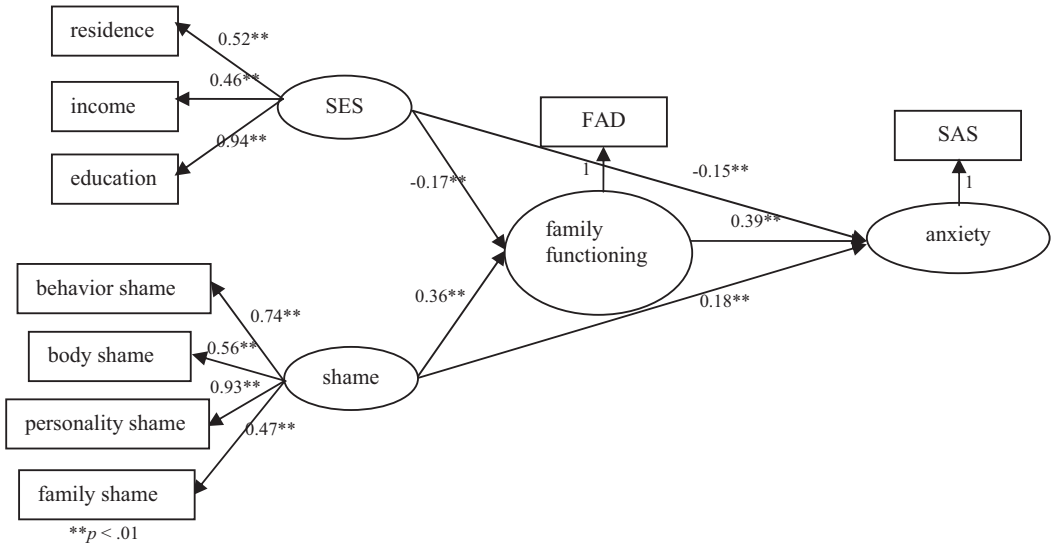 residence
0.52**
income
0.46**
education
0.94**
SES
FAD
1
SAS
1
-0.17**
-0.15**
family
functioning
0.39**
anxiety
behavior shame
0.74**
body shame
0.56**
personality shame
0.93**
family shame
0.47**
shame
0.36**
0.18**
**p < .01